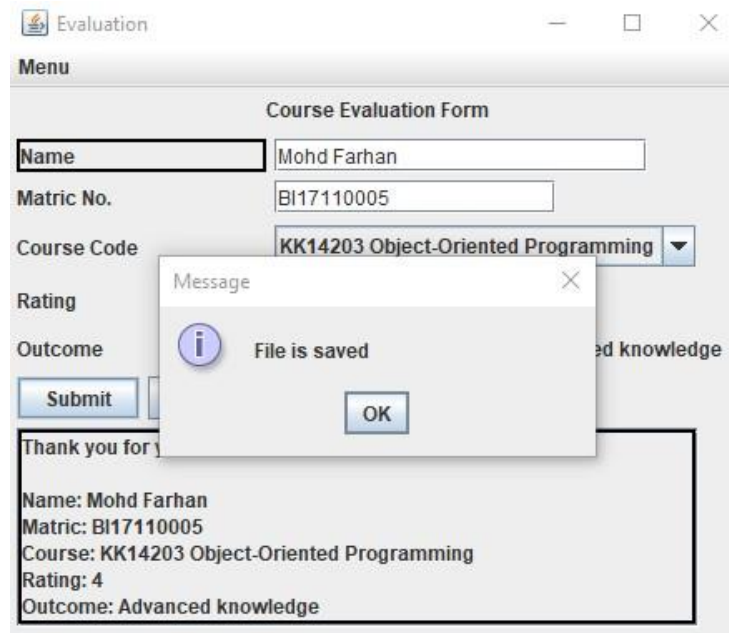 Evaluation
Menu
Course Evaluation Form
Name Mohd Farhan
Matric No. BI17110005
Course Code KK14203 Object-Oriented Programming
Message
Rating
File is saved
Outcome knowledge
OK
Submit
Thank you for
Name: Mohd Farhan
Matric: BI17110005
Course: KK14203 Object-Oriented Programming
Rating: 4
Outcome: Advanced knowledge